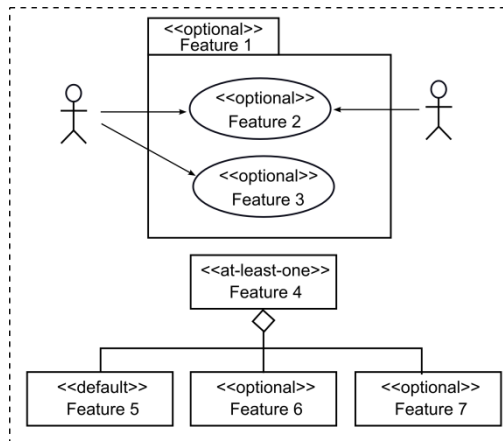 <<optional>>
Feature 1
<<optional>>
Feature 2
<<optional>>
Feature 3
<<at-least-one>>
Feature 4
<<default>>
Feature 5
<<optional>>
Feature 6
<<optional>>
Feature 7